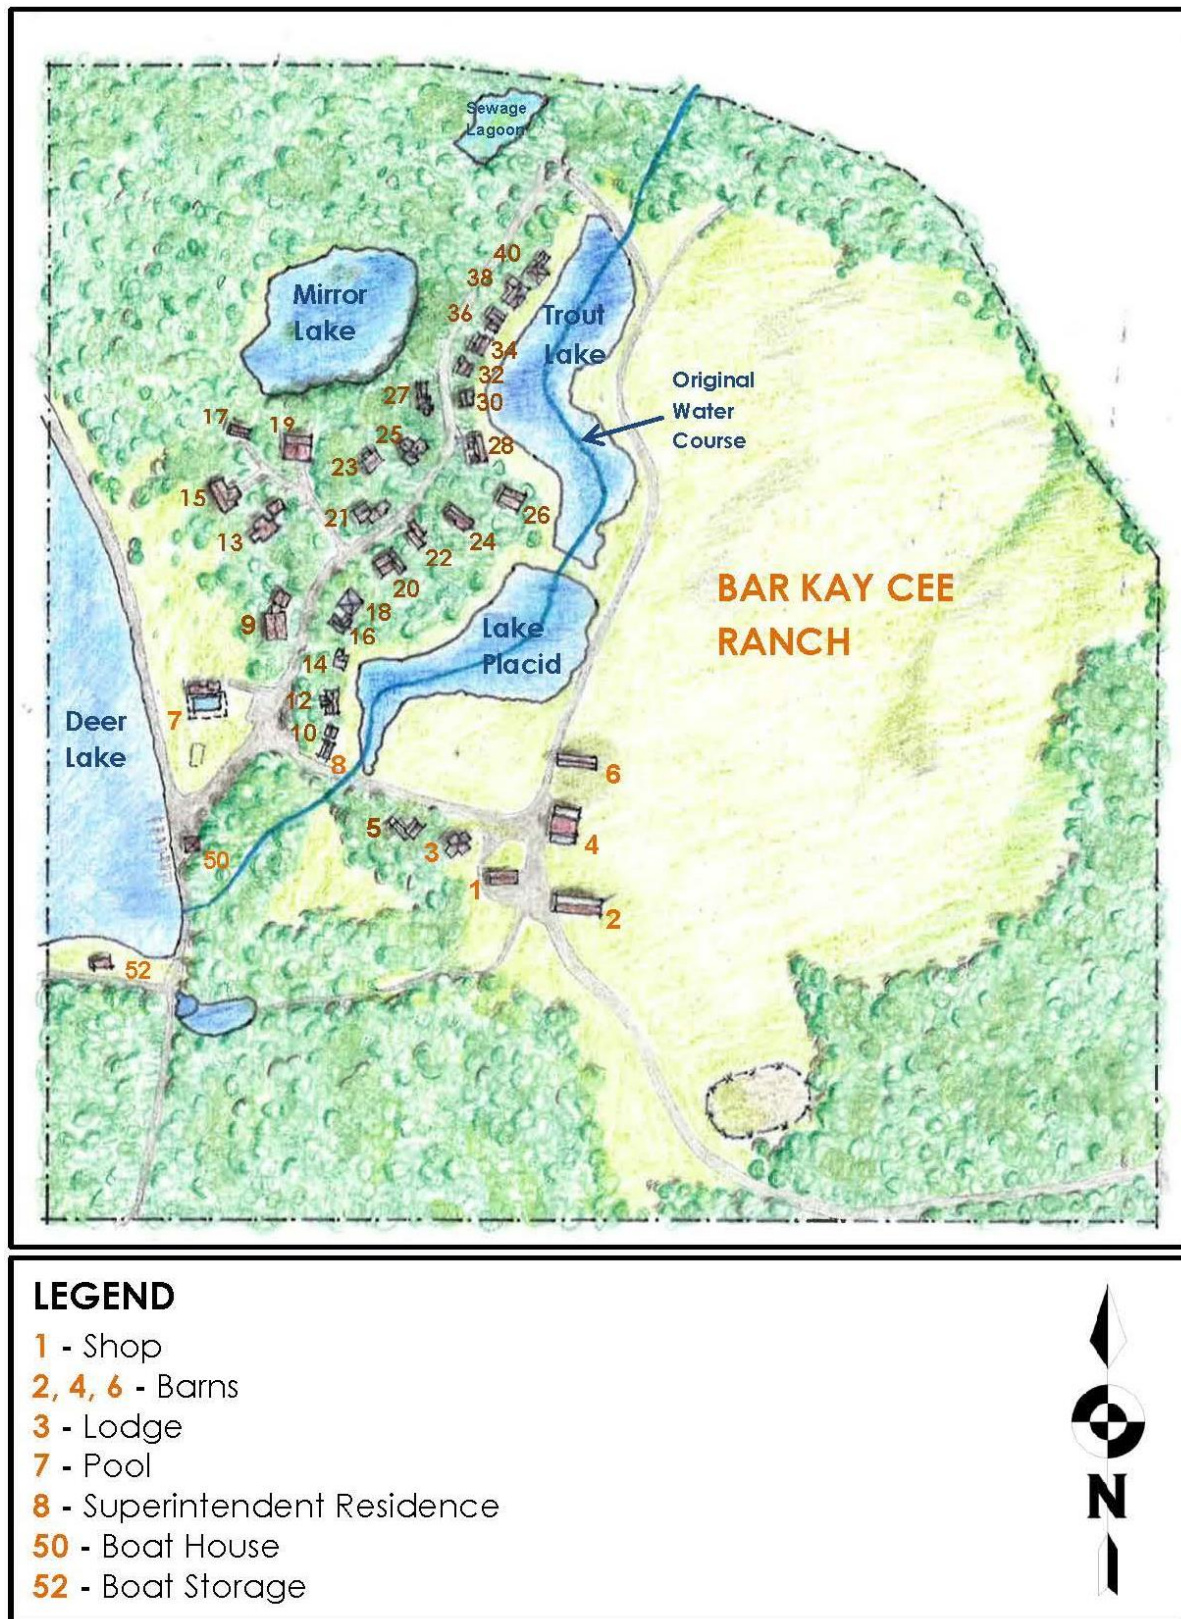 Sewage
Lagoon
40
38
Mirror
Lake
36
Trout
Lake
34
32
Original
Water
Course
27
30
17
19
25
28
23
15
26
21
13
24
22
20
BAR KAY CEE
RANCH
18
9
16
Lake
Placid
14
12
7
Deer
Lake
10
8
6
5
3
4
50
1
2
52
LEGEND
1 - Shop
2, 4, 6 - Barns
3 - Lodge
7 - Pool
8 - Superintendent Residence
50 - Boat House
52 - Boat Storage
N